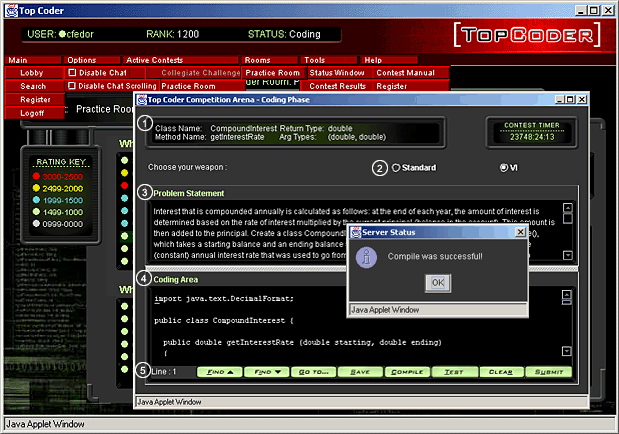 Top Coder
USER: cfedor RANK: 1200 STATUS: Coding
[TOPCODER]
Main Options Active Contests Rooms Tools Help
Lobby Disable Chat Collegiate Challenge Practice Room Status Window Contest Manual
Search Disable Chat Scrolling Contest Results Register
Register
Logoff
Practice Roo
der Room: P
Top Coder Competition Arena - Coding Phase
1
Class Name: CompoundInterest Return Type: double
Method Name: getInterestRate Arg Types: (double, double)
CONTEST TIMER
23748:24:13
RATING KEY
3000-2500
2499-2000
1999-1500
1499-1000
0999-0000
Wh
Choose your weapon :
2 Standard VI
3 Problem Statement
Interest that is compounded annually is calculated as follows: at the end of each year, the amount of interest is
determined based on the rate of interest multiplied by the current principal (balance in the account). This amount is
then added to the principal. Create a class Compound
which takes a starting balance and an ending balance
(constant) annual interest rate that was used to go from
Server Status
Compile was successful!
OK
Java Applet Window
4 Coding Area
import java.text.DecimalFormat;
public class CompoundInterest {
public double getInterestRate (double starting, double ending)
{
Wh
5 Line : 1 FIND FIND GO TO... SAVE COMPILE TEST CLEAR SUBMIT
Java Applet Window
Java Applet Window